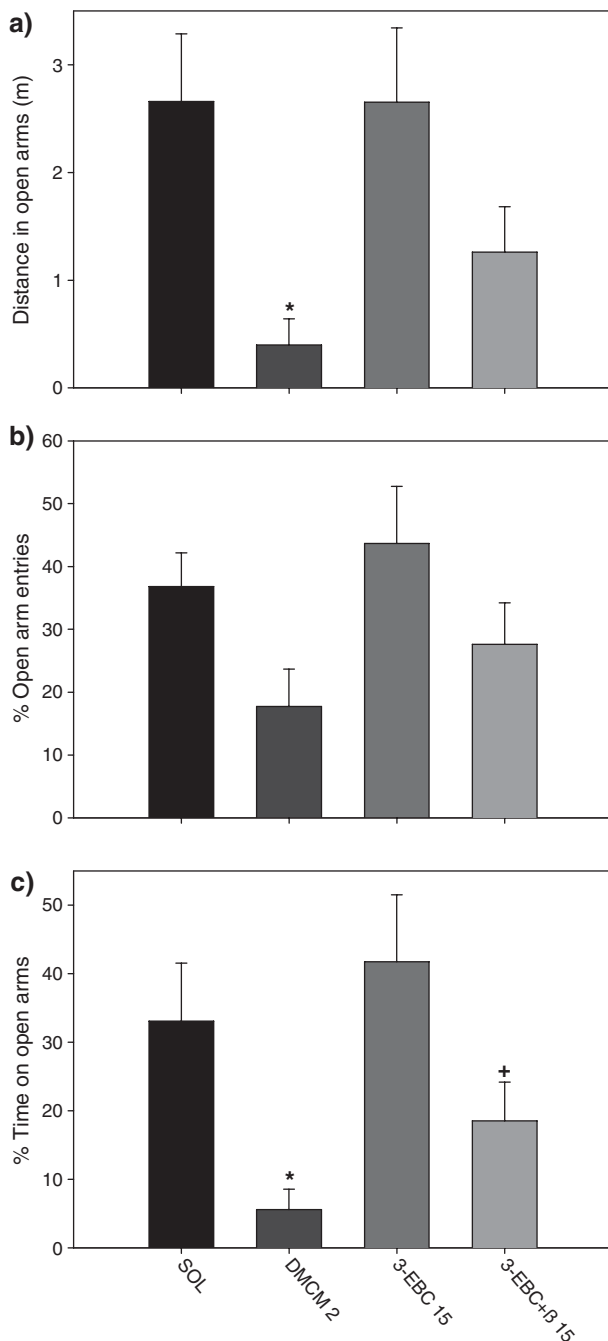 a)
Distance in open arms (m)
3
2
1
0
*
b)
% Open arm entries
60
50
40
30
20
10
0
c)
% Time on open arms
50
40
30
20
10
0
*
+
SOL
DMCM 2
3-EBC 15
3-EBC+ß 15